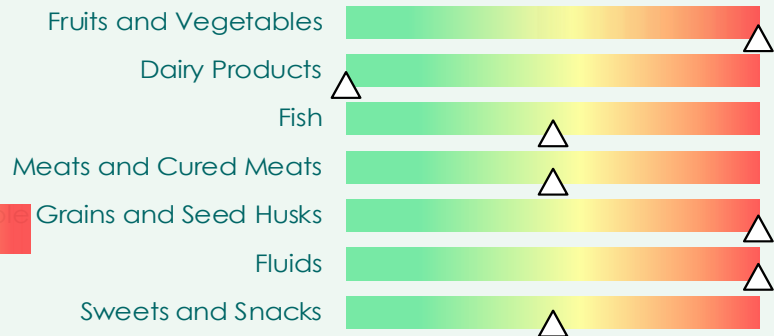 Fruits and Vegetables
Dairy Products
Fish
Meats and Cured Meats
Grains and Seed Husks
Fluids
Sweets and Snacks